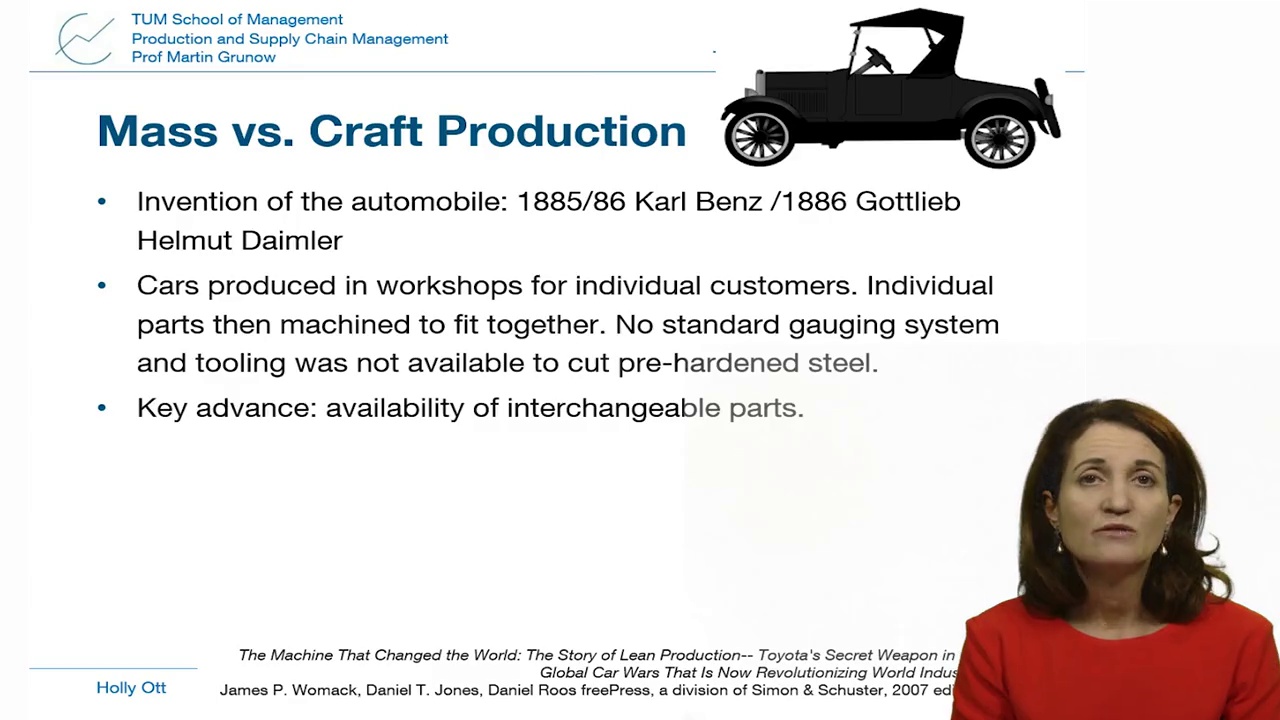 TUM School of Management
Production and Supply Chain Management
Prof Martin Grunow
Mass vs. Craft Production
• Invention of the automobile: 1885/86 Karl Benz /1886 Gottlieb
Helmut Daimler
• Cars produced in workshops for individual customers. Individual
parts then machined to fit together. No standard gauging system
and tooling was not available to cut pre-hardened steel.
• Key advance: availability of interchangeable parts.
The Machine That Changed the World: The Story of Lean Production-- Toyota's Secret Weapon in
Global Car Wars That Is Now Revolutionizing World
Holly Ott
James P. Womack, Daniel T. Jones, Daniel Roos freePress, a division of Simon & Schuster, 2007